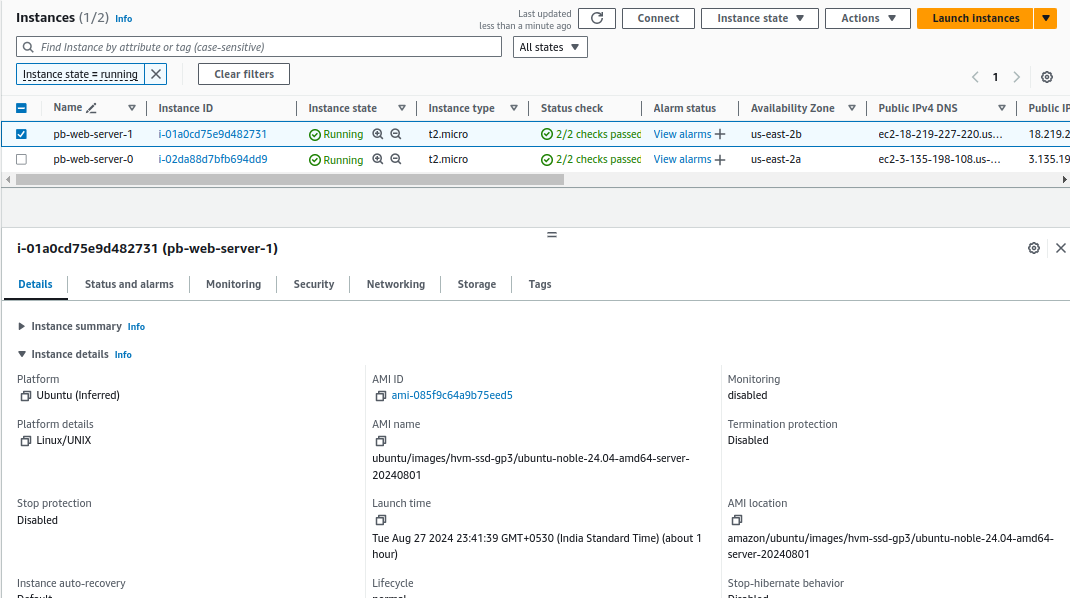 Instances (1/2) Info
Last updated
less than a minute ago
Connect
Instance state
Actions
Launch Instances
Find Instance by attribute or tag (case-sensitive)
All states
Instance state = running
Clear filters
1
Name Instance ID Instance state Instance type Status check Alarm status Availability Zone Public IPv4 DNS Public IP
pb-web-server-1 i-01a0cd75e9d482731 Running t2.micro 2/2 checks passed View alarms us-east-2b ec2-18-219-227-220.us... 18.219.2
pb-web-server-0 i-02da88d7bfb694dd9 Running t2.micro 2/2 checks passed View alarms us-east-2a ec2-3-135-198-108.us-... 3.135.19
i-01a0cd75e9d482731 (pb-web-server-1)
Details Status and alarms Monitoring Security Networking Storage Tags
Instance summary Info
Instance details Info
Platform
Ubuntu (Inferred)
AMI ID
ami-085f9c64a9b75eed5
Monitoring
disabled
Platform details
Linux/UNIX
AMI name
ubuntu/images/hvm-ssd-gp3/ubuntu-noble-24.04-amd64-server-
20240801
Termination protection
Disabled
Stop protection
Disabled
Launch time
Tue Aug 27 2024 23:41:39 GMT+0530 (India Standard Time) (about 1
hour)
AMI location
amazon/ubuntu/images/hvm-ssd-gp3/ubuntu-noble-24.04-amd64-
server-20240801
Instance auto-recovery
Default
Lifecycle
normal
Stop-hibernate behavior
Disabled